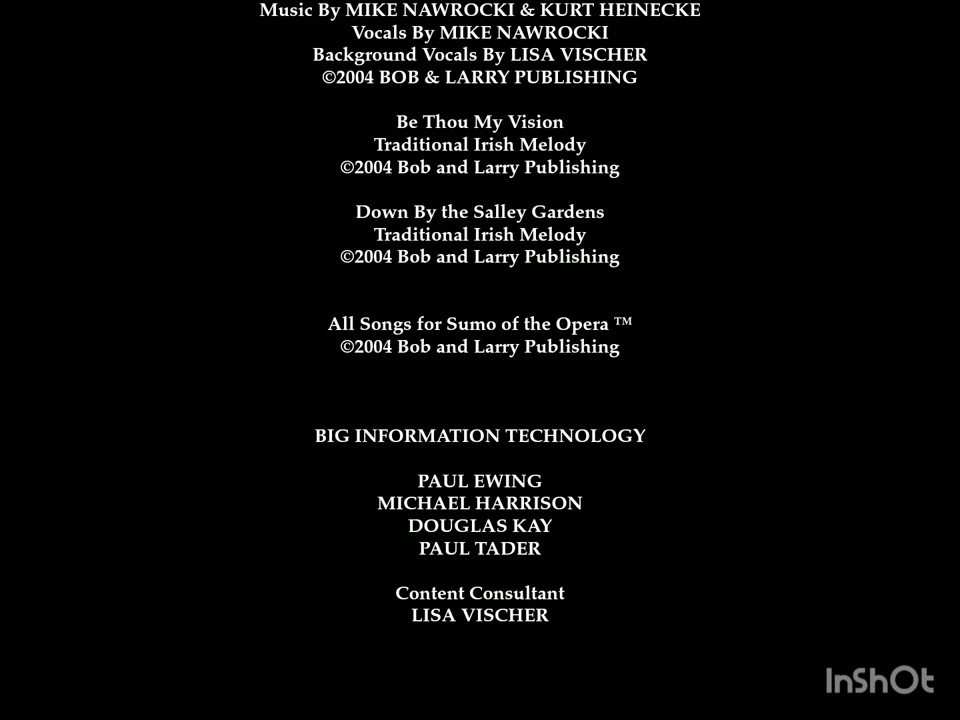 Music By MIKE NAWROCKI & KURT HEINECKE
Vocals By MIKE NAWROCKI
Background Vocals By LISA VISCHER
©2004 BOB & LARRY PUBLISHING
Be Thou My Vision
Traditional Irish Melody
©2004 Bob and Larry Publishing
Down By the Salley Gardens
Traditional Irish Melody
©2004 Bob and Larry Publishing
All Songs for Sumo of the Opera ™
©2004 Bob and Larry Publishing
BIG INFORMATION TECHNOLOGY
PAUL EWING
MICHAEL HARRISON
DOUGLAS KAY
PAUL TADER
Content Consultant
LISA VISCHER
InShOt